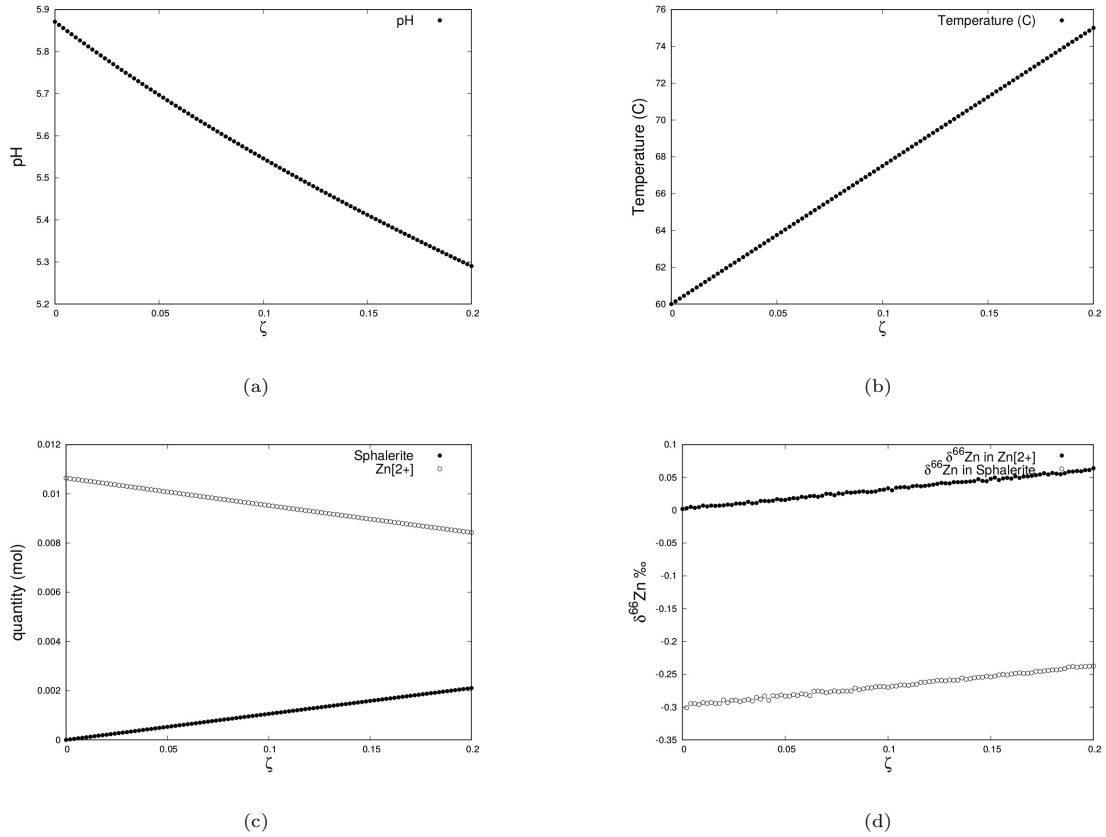 pH
5.9
5.8
5.7
5.6
5.5
5.4
5.3
5.2
pH
0 0.05 0.1 0.15 0.2
ζ
(a)
Temperature (C)
76
74
72
70
68
66
64
62
60
Temperature (C)
0 0.05 0.1 0.15 0.2
ζ
(b)
Sphalerite
Zn[2+]
0.012
0.01
0.008
0.006
0.004
0.002
0
quantity (mol)
0 0.05 0.1 0.15 0.2
ζ
(c)
δ⁶⁶Zn in Zn[2+]
δ⁶⁶Zn in Sphalerite
0.1
0.05
0
-0.05
-0.1
-0.15
-0.2
-0.25
-0.3
-0.35
δ⁶⁶Zn ‰
0 0.05 0.1 0.15 0.2
ζ
(d)